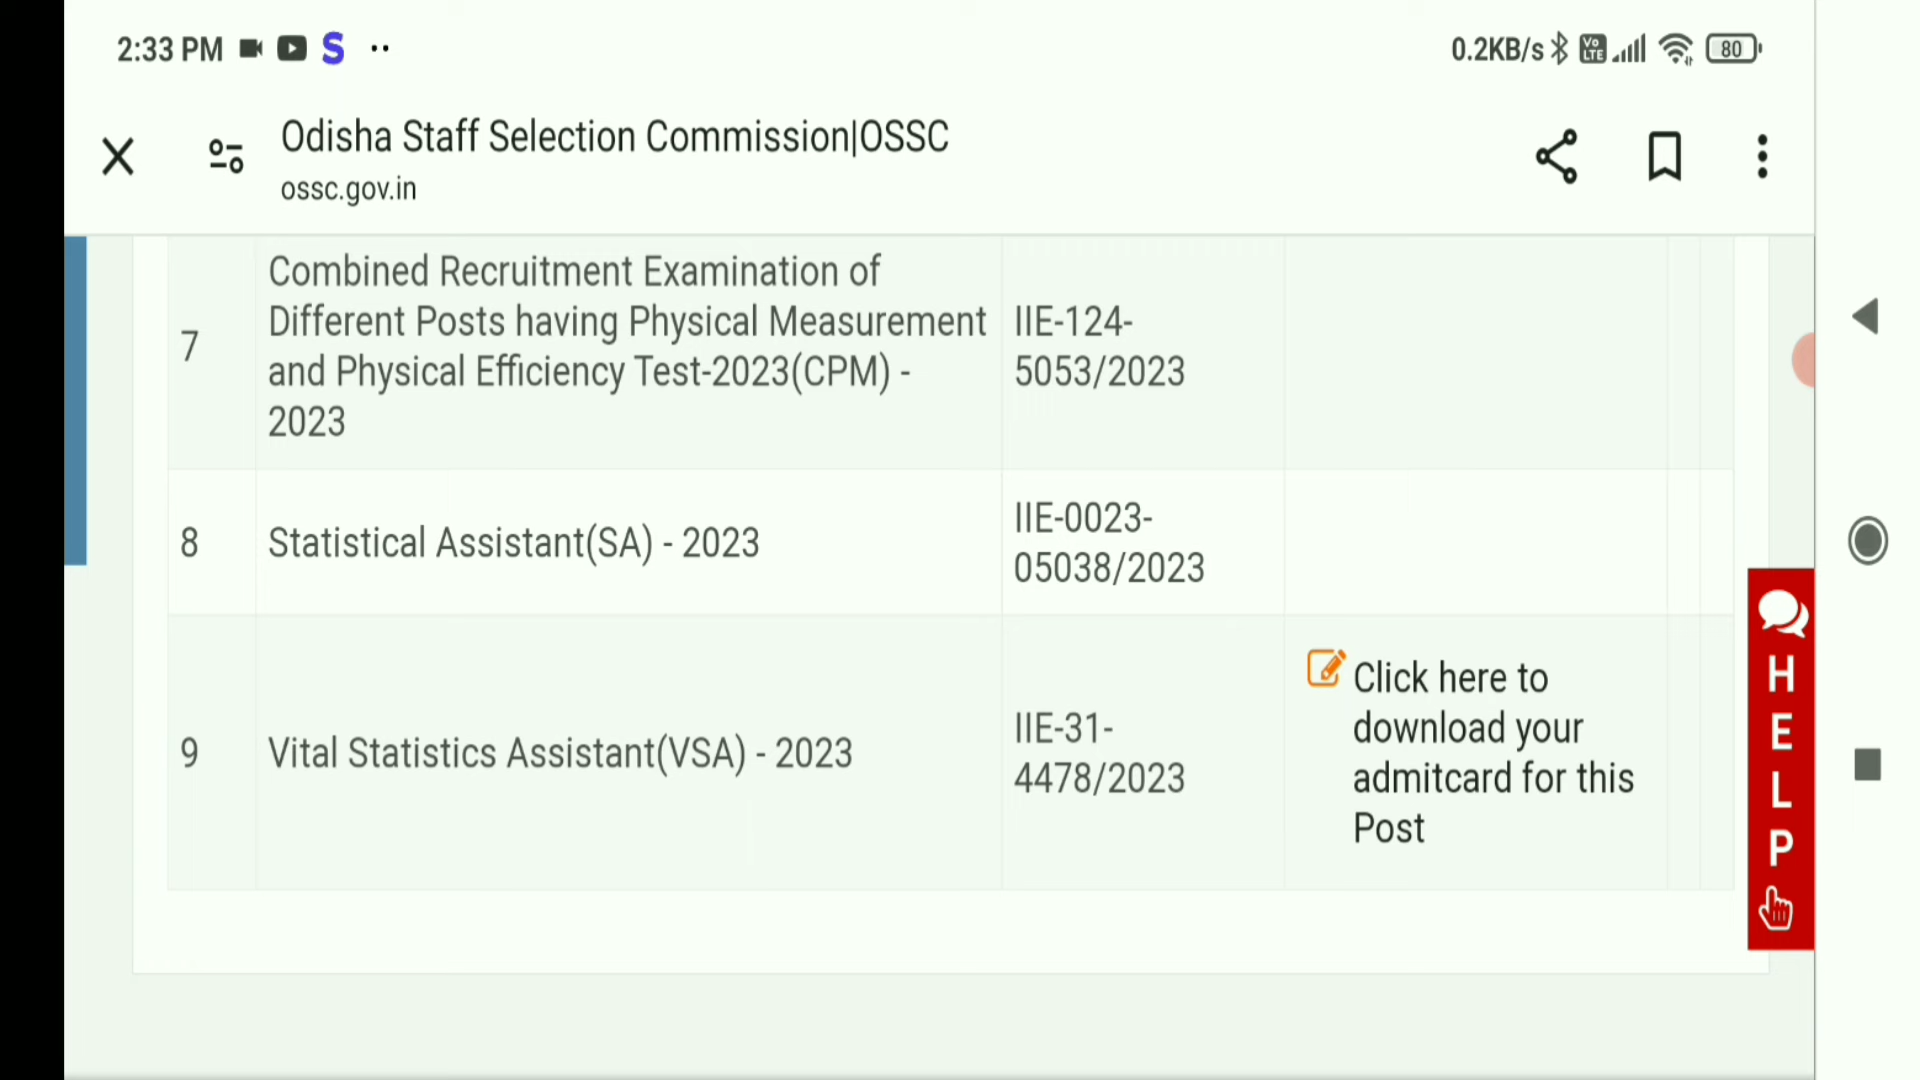 2:33 PM S
0.2KB/s Vo LTE 80
Odisha Staff Selection Commission|OSSC
ossc.gov.in
7
Combined Recruitment Examination of
Different Posts having Physical Measurement
and Physical Efficiency Test-2023(CPM) -
2023
IIE-124-
5053/2023
8
Statistical Assistant(SA) - 2023
IIE-0023-
05038/2023
9
Vital Statistics Assistant(VSA) - 2023
IIE-31-
4478/2023
Click here to
download your
admitcard for this
Post
H
E
L
P